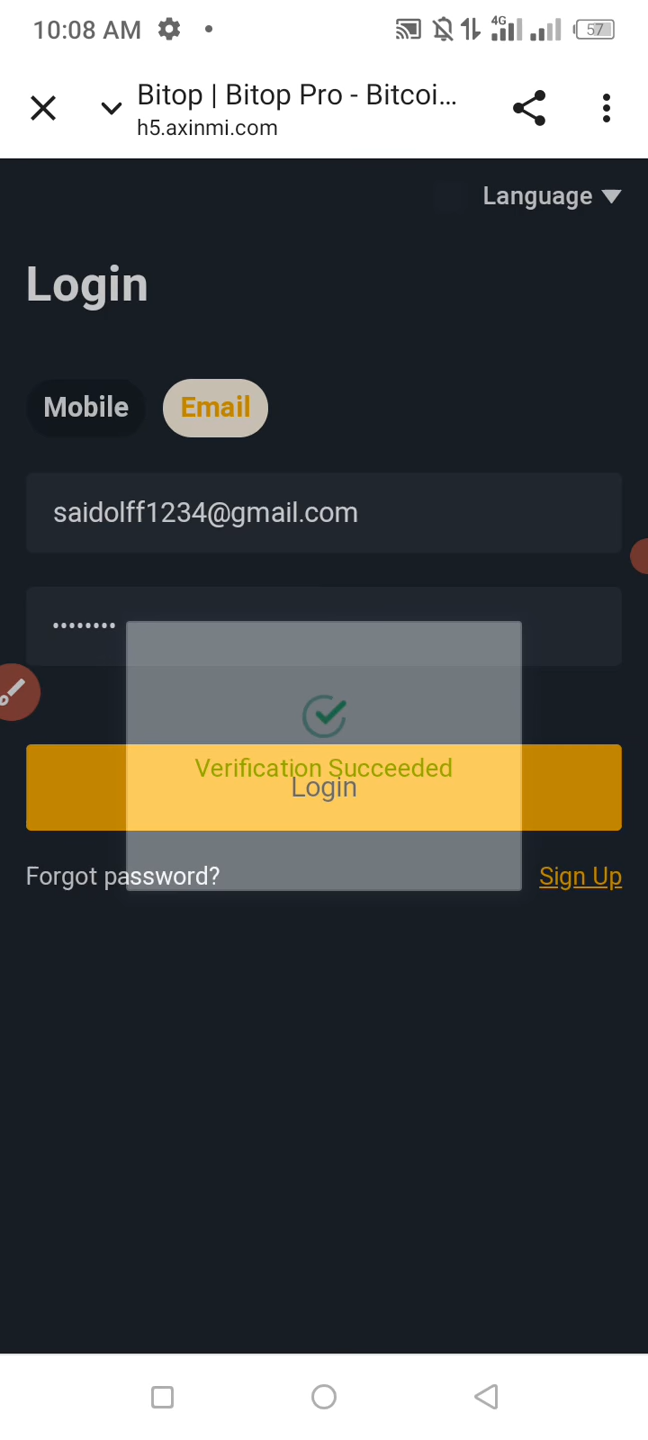 10:08 AM
4G
57
Bitop | Bitop Pro - Bitcoi...
h5.axinmi.com
Language
Login
Mobile
Email
saidolff1234@gmail.com
••••••••
Verification Succeeded
Login
Forgot password?
Sign Up